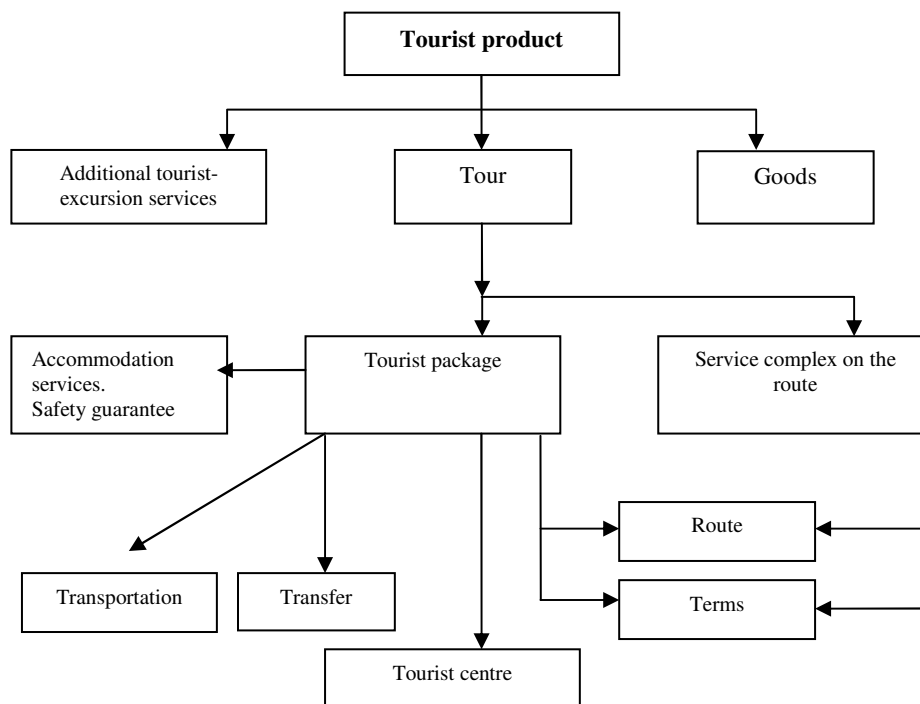 Tourist product
Additional tourist-
excursion services
Tour
Goods
Accommodation
services.
Safety guarantee
Tourist package
Service complex on the
route
Route
Transportation
Transfer
Terms
Tourist centre